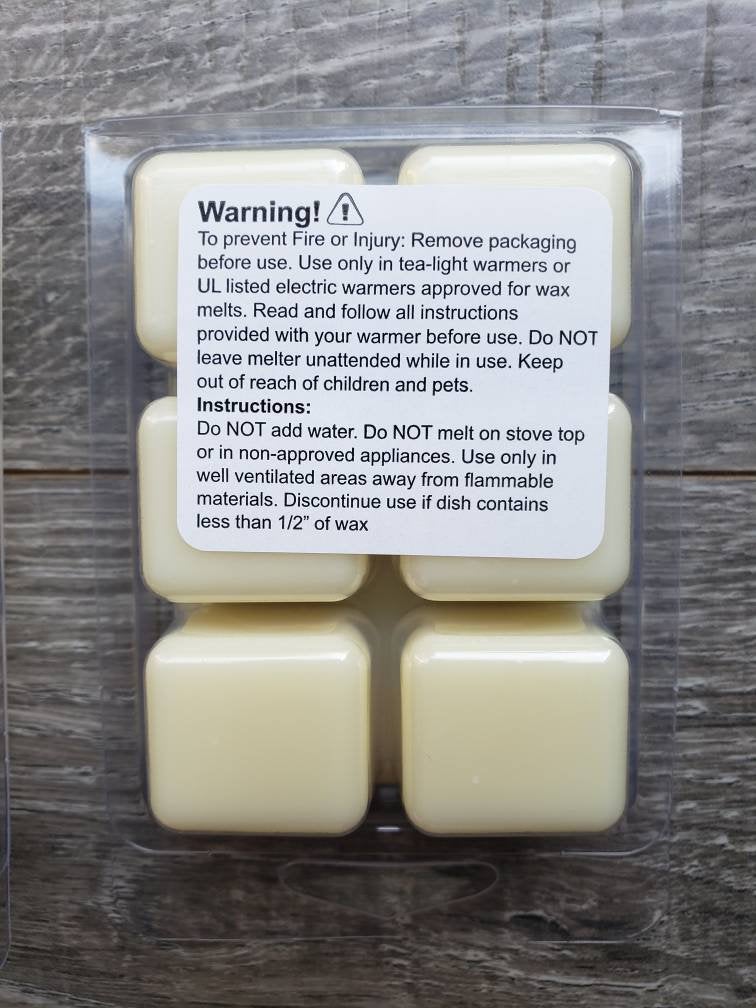 Warning!
To prevent Fire or Injury: Remove packaging
before use. Use only in tea-light warmers or
UL listed electric warmers approved for wax
melts. Read and follow all instructions
provided with your warmer before use. Do NOT
leave melter unattended while in use. Keep
out of reach of children and pets.
Instructions:
Do NOT add water. Do NOT melt on stove top
or in non-approved appliances. Use only in
well ventilated areas away from flammable
materials. Discontinue use if dish contains
less than 1/2” of wax